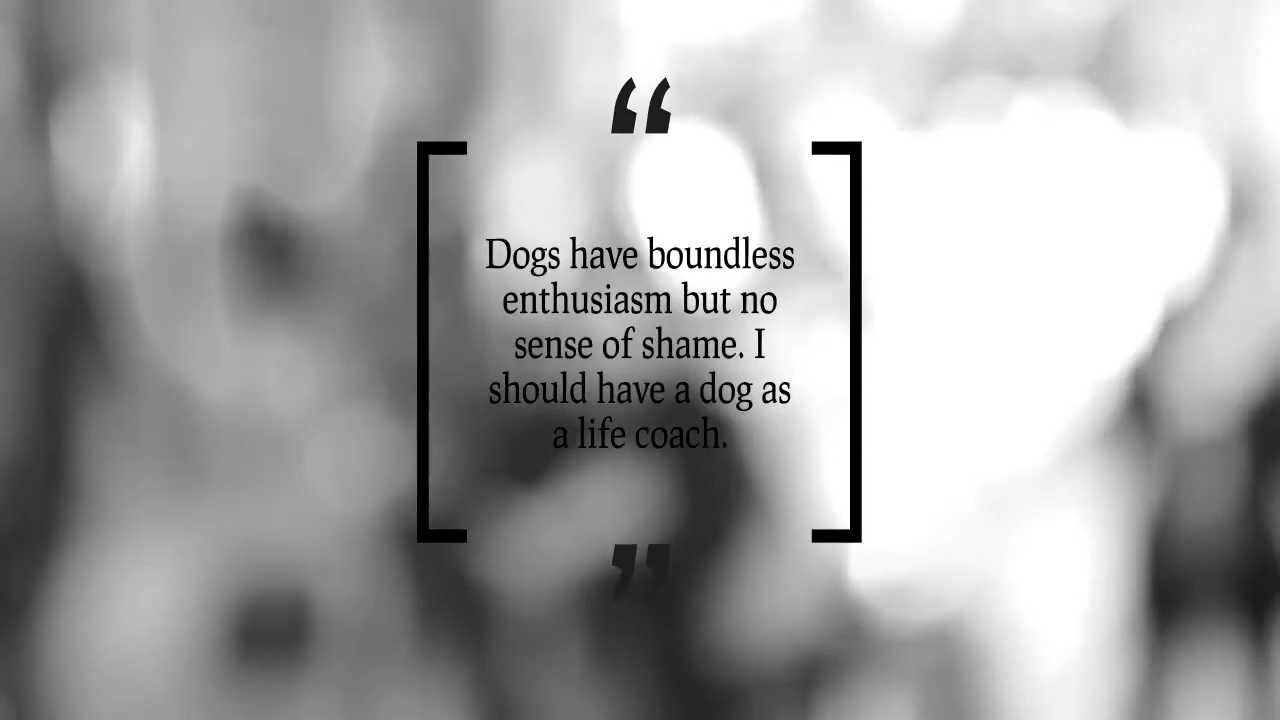 “
Dogs have boundless
enthusiasm but no
sense of shame. I
should have a dog as
a life coach.
”